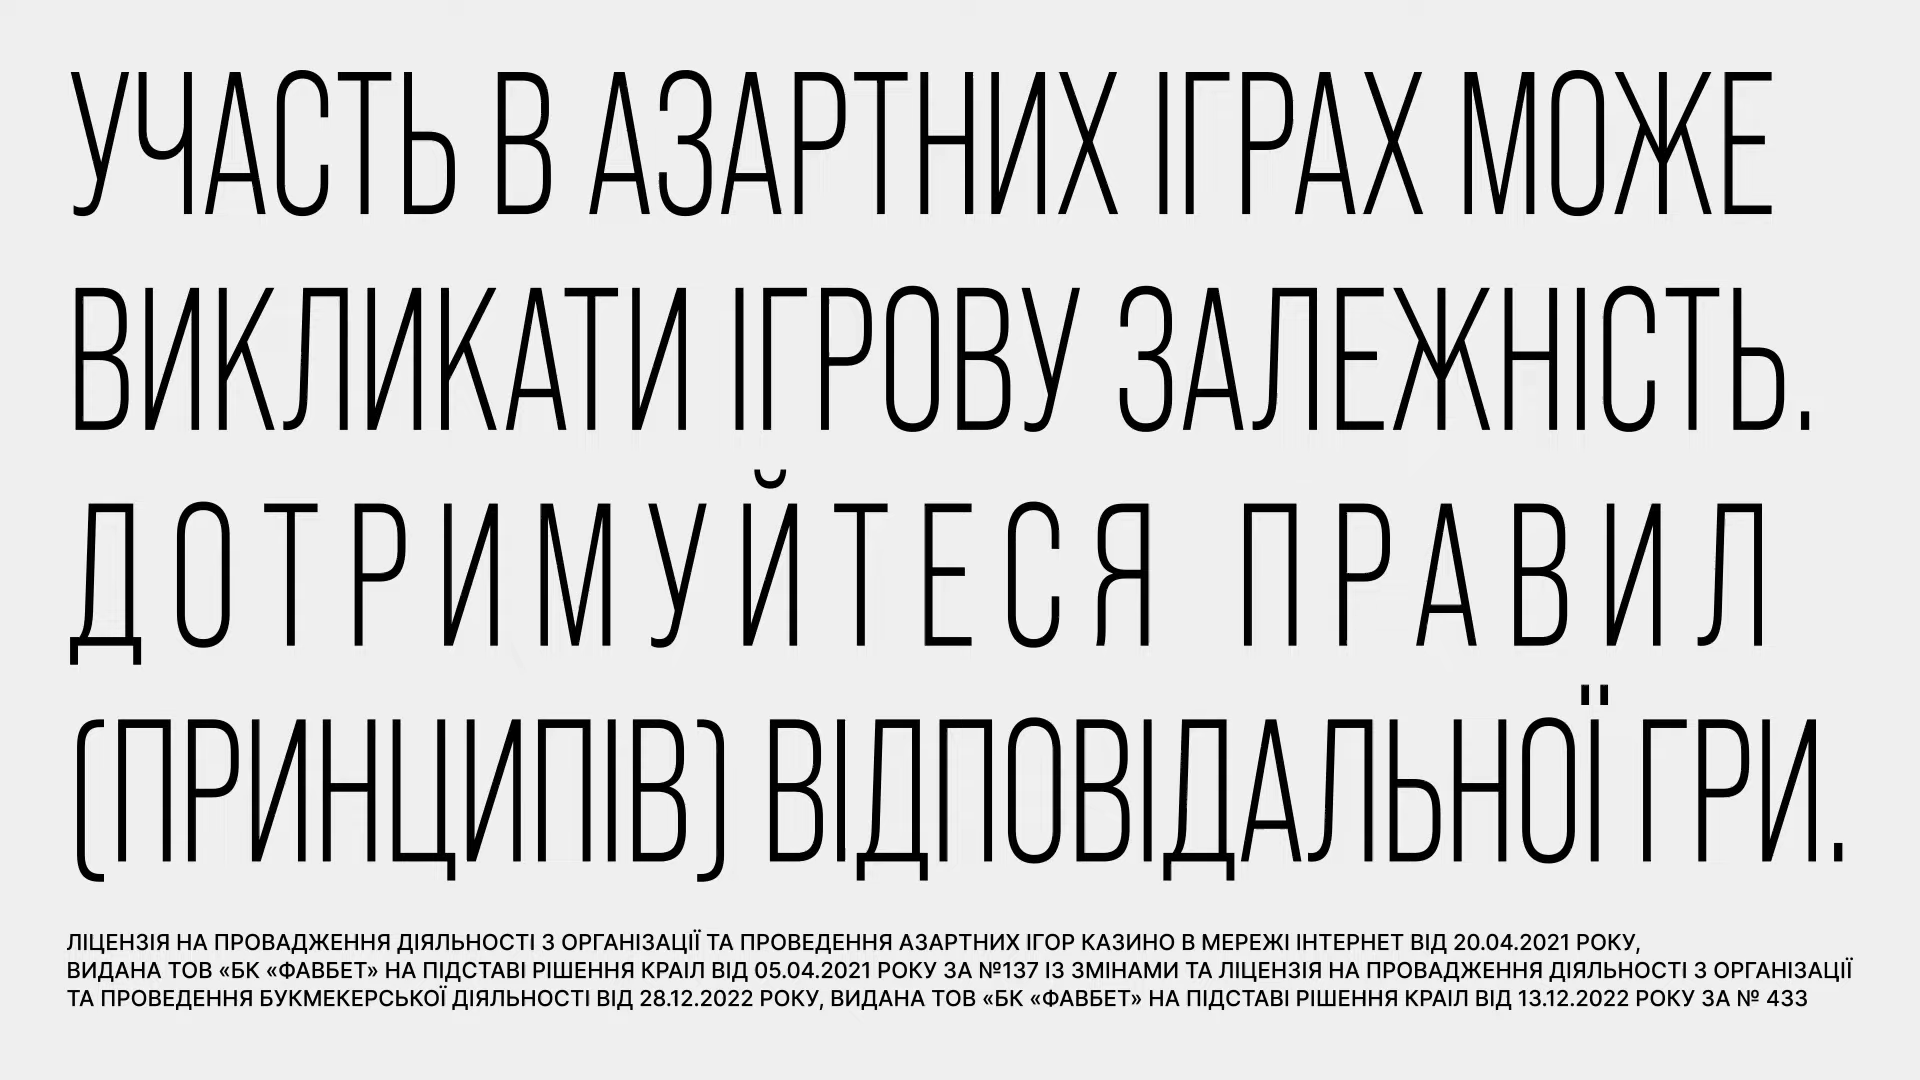 УЧАСТЬ В АЗАРТНИХ ІГРАХ МОЖЕ
ВИКЛИКАТИ ІГРОВУ ЗАЛЕЖНІСТЬ.
ДОТРИМУЙТЕСЯ ПРАВИЛ
(ПРИНЦИПІВ) ВІДПОВІДАЛЬНОЇ ГРИ.
ЛІЦЕНЗІЯ НА ПРОВАДЖЕННЯ ДІЯЛЬНОСТІ З ОРГАНІЗАЦІЇ ТА ПРОВЕДЕННЯ АЗАРТНИХ ІГОР КАЗИНО В МЕРЕЖІ ІНТЕРНЕТ ВІД 20.04.2021 РОКУ,
ВИДАНА ТОВ «БК «ФАВБЕТ» НА ПІДСТАВІ РІШЕННЯ КРАІЛ ВІД 05.04.2021 РОКУ ЗА №137 ІЗ ЗМІНАМИ ТА ЛІЦЕНЗІЯ НА ПРОВАДЖЕННЯ ДІЯЛЬНОСТІ З ОРГАНІЗАЦІЇ
ТА ПРОВЕДЕННЯ БУКМЕКЕРСЬКОЇ ДІЯЛЬНОСТІ ВІД 28.12.2022 РОКУ, ВИДАНА ТОВ «БК «ФАВБЕТ» НА ПІДСТАВІ РІШЕННЯ КРАІЛ ВІД 13.12.2022 РОКУ ЗА № 433